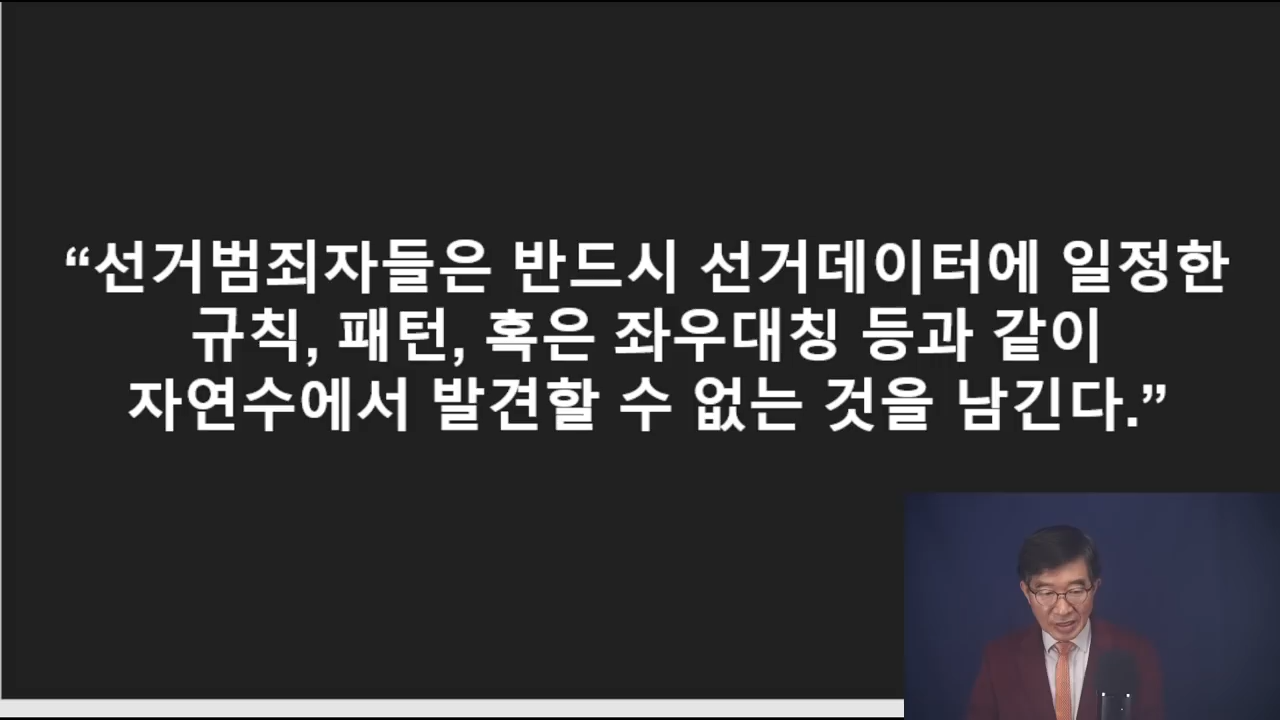 “선거범죄자들은 반드시 선거데이터에 일정한
규칙, 패턴, 혹은 좌우대칭 등과 같이
자연수에서 발견할 수 없는 것을 남긴다.”